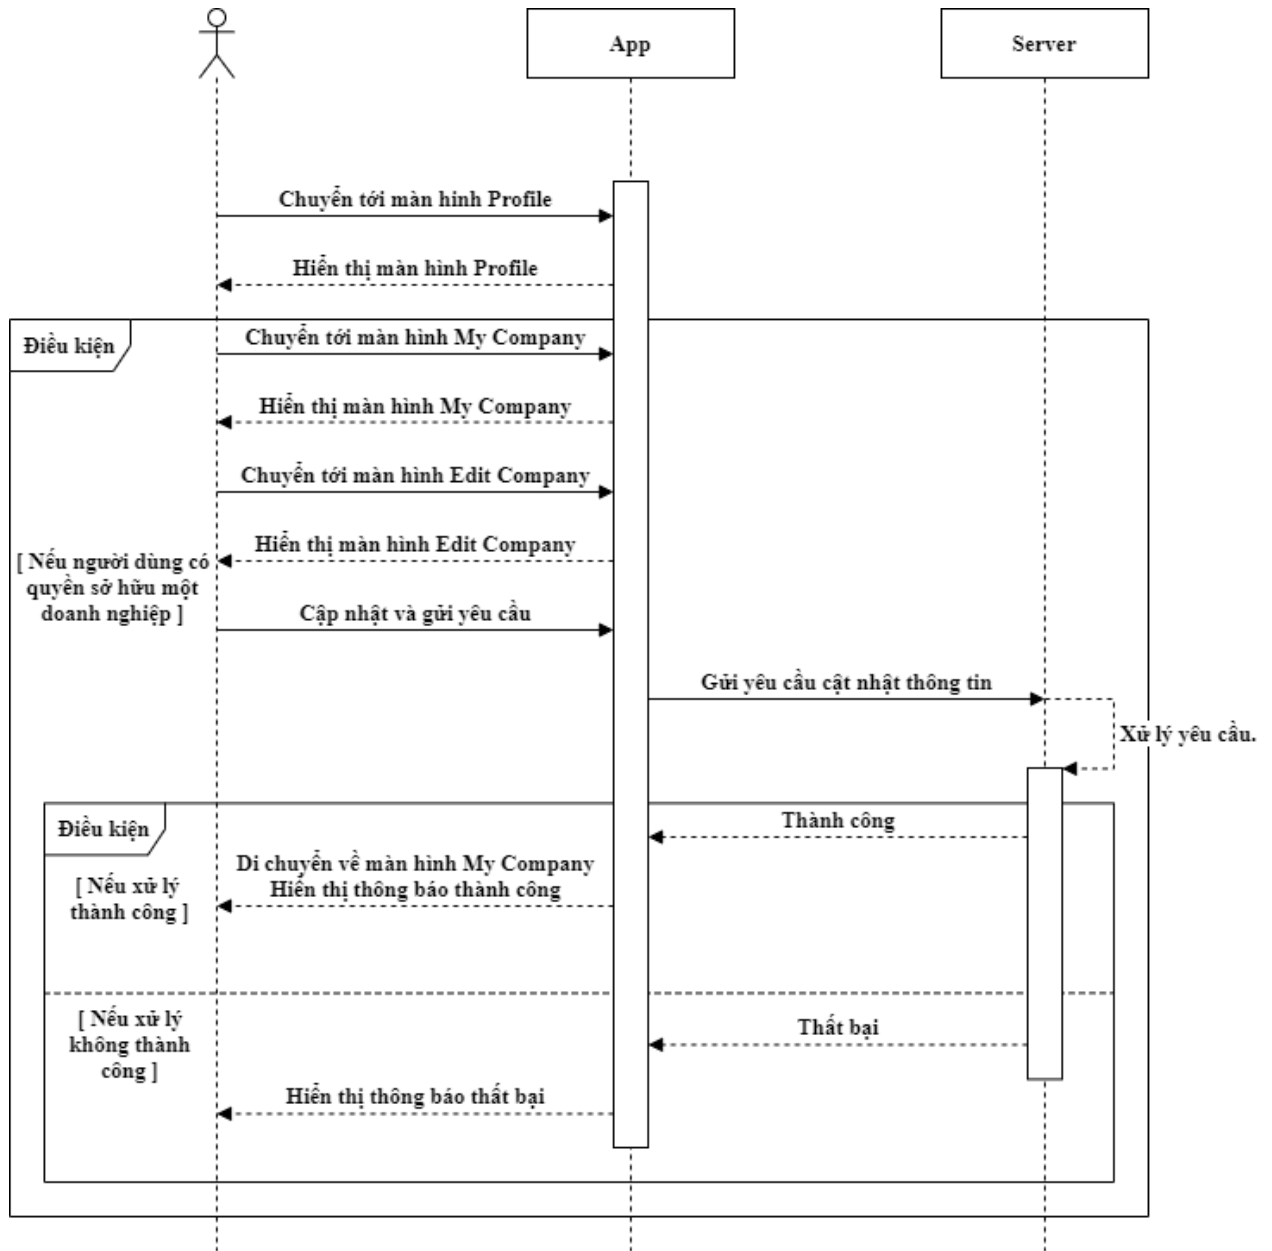 App
Server
Chuyển tới màn hinh Profile
Hiển thị màn hình Profile
Điều kiện
Chuyển tới màn hình My Company
Hiển thị màn hình My Company
Chuyển tới màn hình Edit Company
Hiển thị màn hình Edit Company
[ Nếu người dùng có
quyền sở hữu một
doanh nghiệp ]
Cập nhật và gửi yêu cầu
Gửi yêu cầu cật nhật thông tin
Xử lý yêu cầu.
Điều kiện
Thành công
Di chuyển về màn hình My Company
Hiển thị thông báo thành công
[ Nếu xử lý
thành công ]
[ Nếu xử lý
không thành
công ]
Thất bại
Hiển thị thông báo thất bại